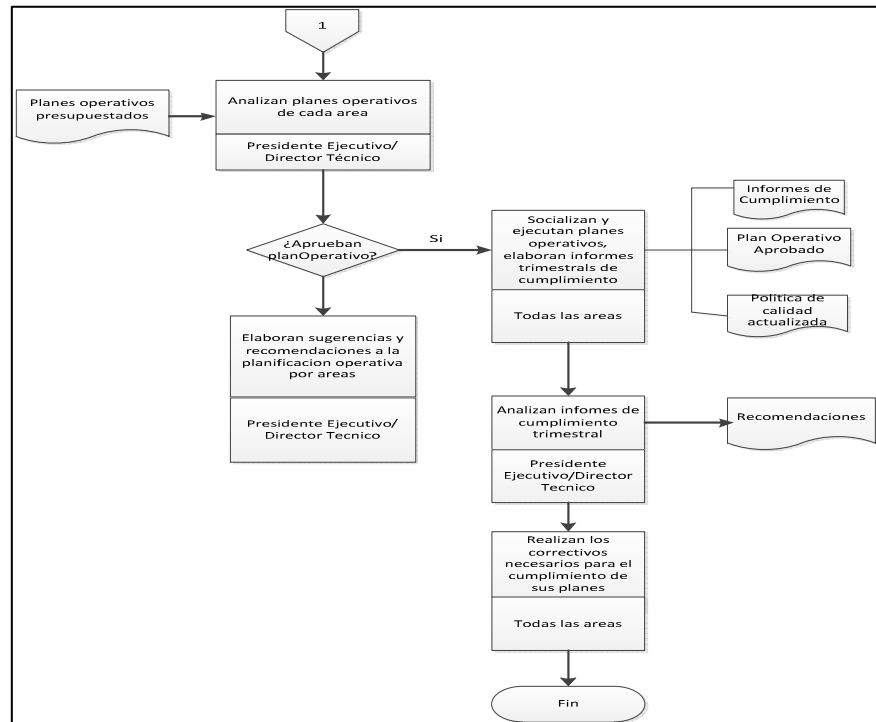 1
Planes operativos
presupuestados
Analizan planes operativos
de cada area
Presidente Ejecutivo/
Director Técnico
¿Aprueban
planOperativo?
Si
Socializan y
ejecutan planes
operativos,
elaboran informes
trimestrals de
cumplimiento
Todas las areas
Informes de
Cumplimiento
Plan Operativo
Aprobado
Politica de
calidad
actualizada
Elaboran sugerencias y
recomendaciones a la
planificacion operativa
por areas
Presidente Ejecutivo/
Director Tecnico
Analizan infomes de
cumplimiento
trimestral
Presidente
Ejecutivo/Director
Tecnico
Recomendaciones
Realizan los
correctivos
necesarios para el
cumplimiento de
sus planes
Todas las areas
Fin